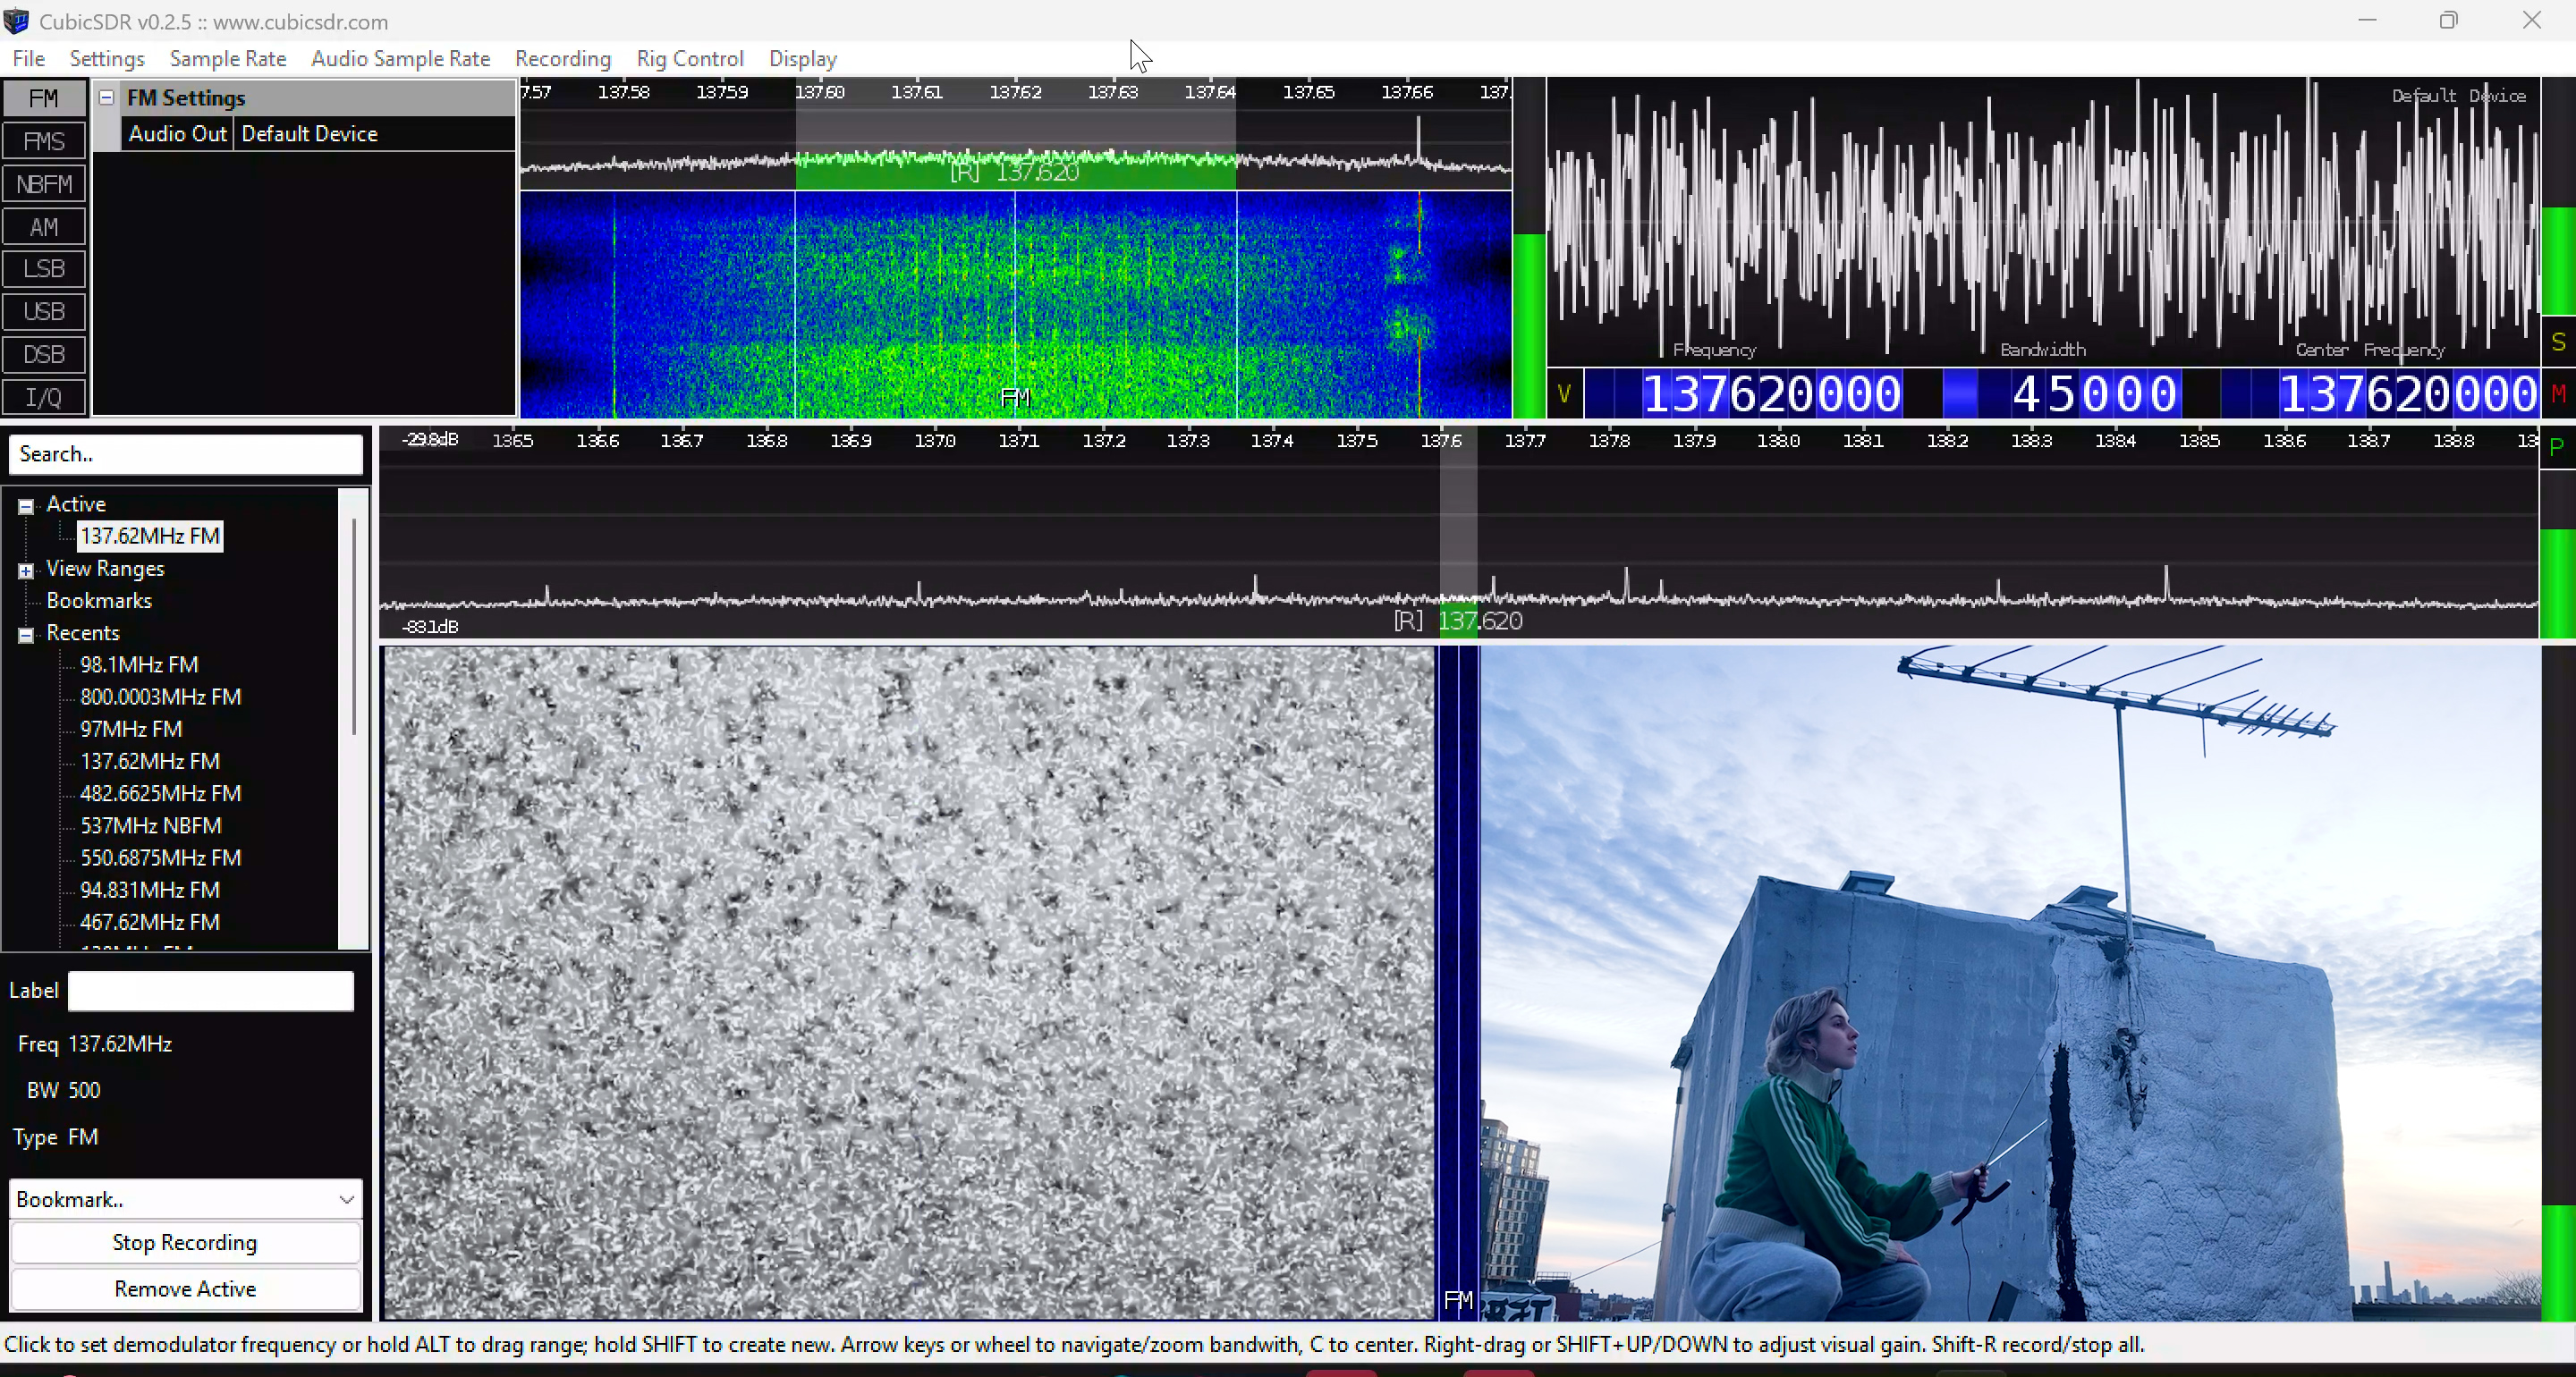 CubicSDR v0.2.5 :: www.cubicsdr.com
File Settings Sample Rate Audio Sample Rate Recording Rig Control Display
FM
FMS
NBFM
AM
LSB
USB
DSB
I/Q
FM Settings
Audio Out Default Device
7.57 137.58 137.59 137.60 137.61 137.62 137.63 137.64 137.65 137.66 137.
[R] 137.620
FM
Default Device
Frequency Bandwidth Center Frequency
V 137620000 45000 137620000
S
M
P
Search..
Active
137.62MHz FM
View Ranges
Bookmarks
Recents
98.1MHz FM
800.0003MHz FM
97MHz FM
137.62MHz FM
482.6625MHz FM
537MHz NBFM
550.6875MHz FM
94.831MHz FM
467.62MHz FM
Label
Freq 137.62MHz
BW 500
Type FM
Bookmark..
Stop Recording
Remove Active
-29.8dB 136.5 136.6 136.7 136.8 136.9 137.0 137.1 137.2 137.3 137.4 137.5 137.6 137.7 137.8 137.9 138.0 138.1 138.2 138.3 138.4 138.5 138.6 138.7 138.8
-83.1dB
[R] 137.620
FM
Click to set demodulator frequency or hold ALT to drag range; hold SHIFT to create new. Arrow keys or wheel to navigate/zoom bandwith, C to center. Right-drag or SHIFT+UP/DOWN to adjust visual gain. Shift-R record/stop all.